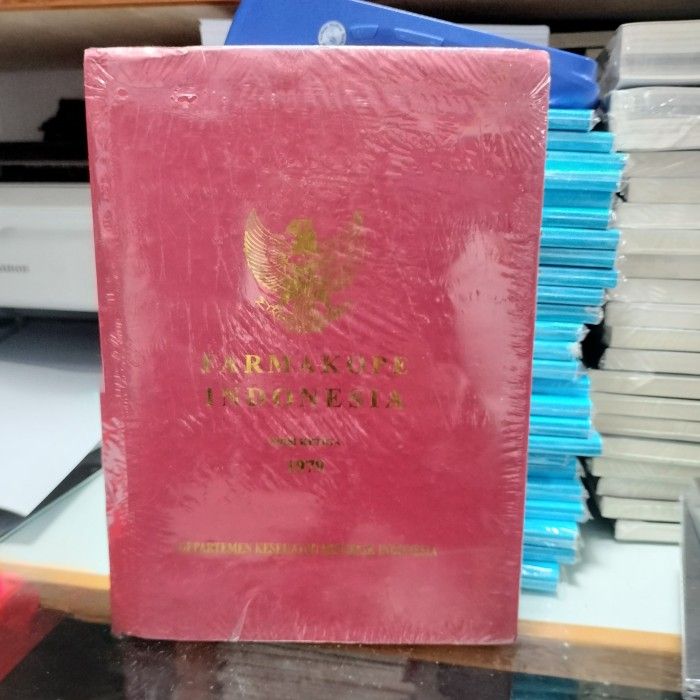 FARMAKOPE
INDONESIA
EDISI KETIGA
1979
DEPARTEMEN KESEHATAN REPUBLIK INDONESIA